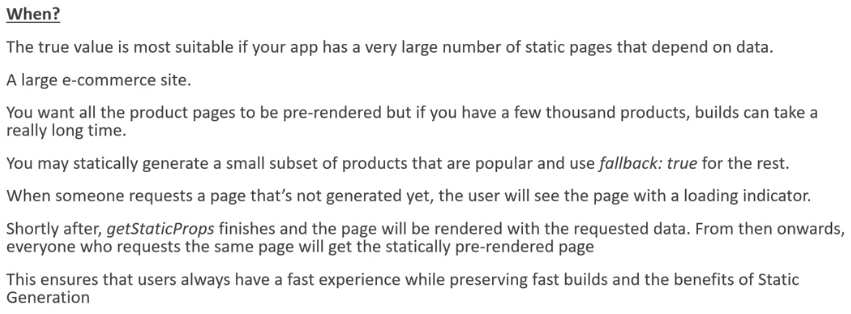 When?
The true value is most suitable if your app has a very large number of static pages that depend on data.
A large e-commerce site.
You want all the product pages to be pre-rendered but if you have a few thousand products, builds can take a
really long time.
You may statically generate a small subset of products that are popular and use fallback: true for the rest.
When someone requests a page that’s not generated yet, the user will see the page with a loading indicator.
Shortly after, getStaticProps finishes and the page will be rendered with the requested data. From then onwards,
everyone who requests the same page will get the statically pre-rendered page
This ensures that users always have a fast experience while preserving fast builds and the benefits of Static
Generation